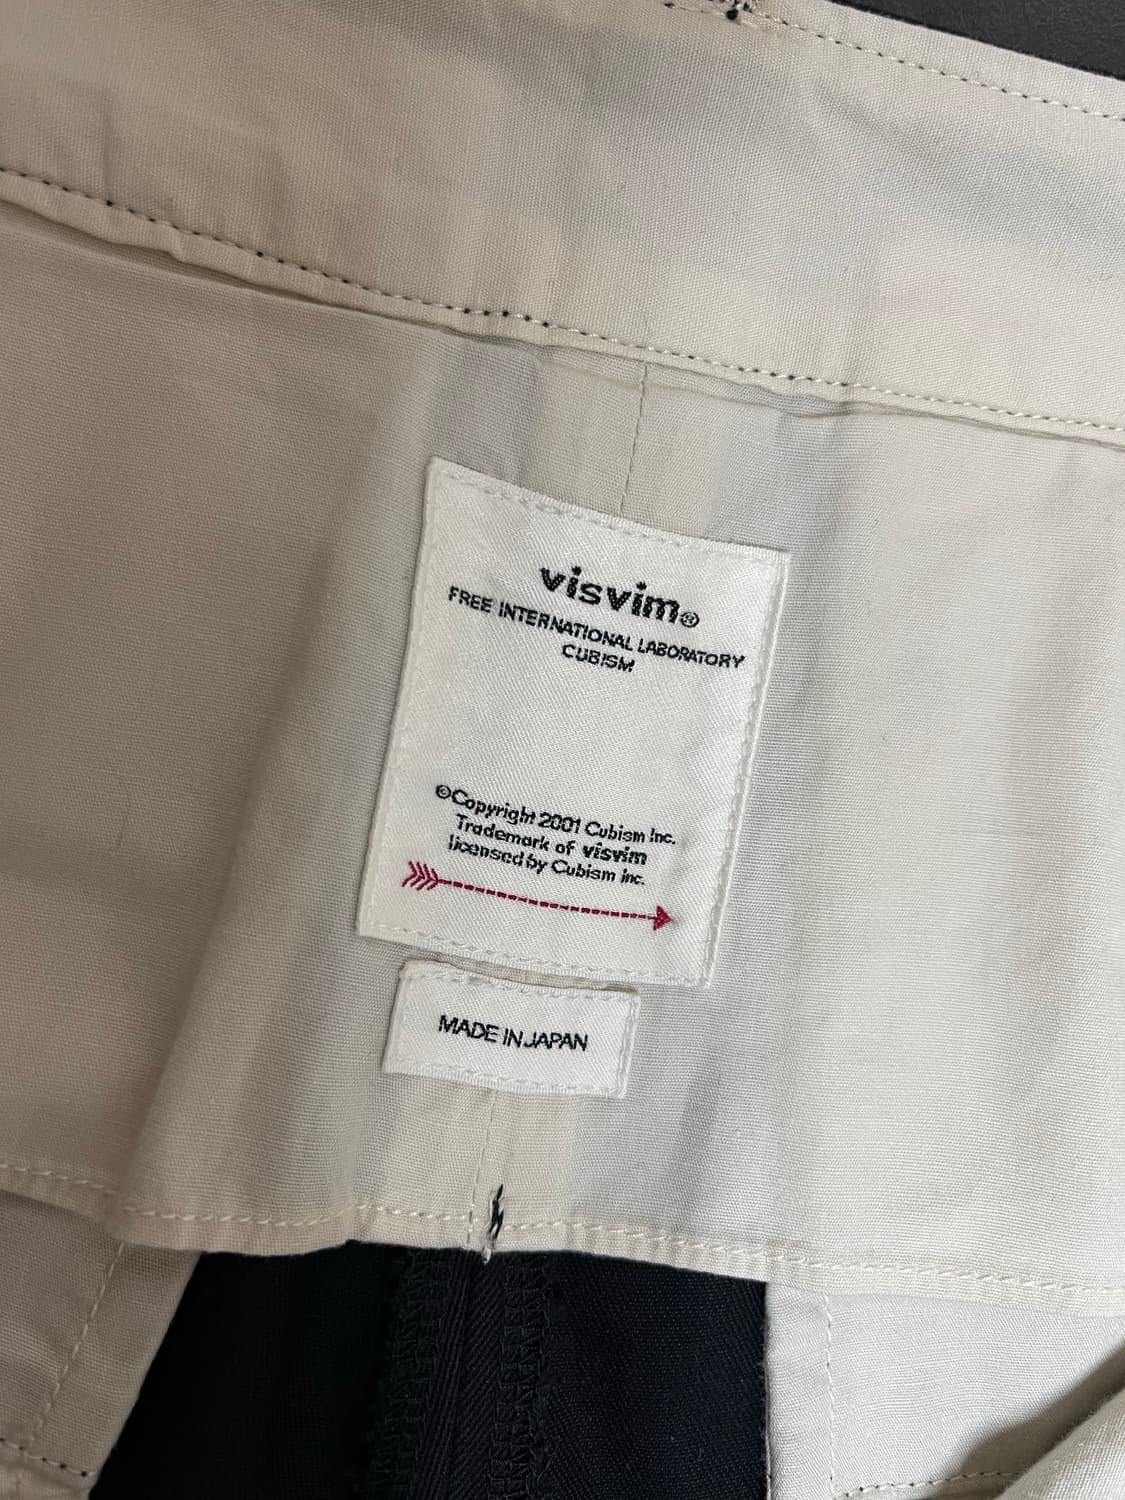 visvim®
FREE INTERNATIONAL LABORATORY
CUBISM
©Copyright 2001 Cubism Inc.
Trademark of visvim
licensed by Cubism inc.
MADE IN JAPAN